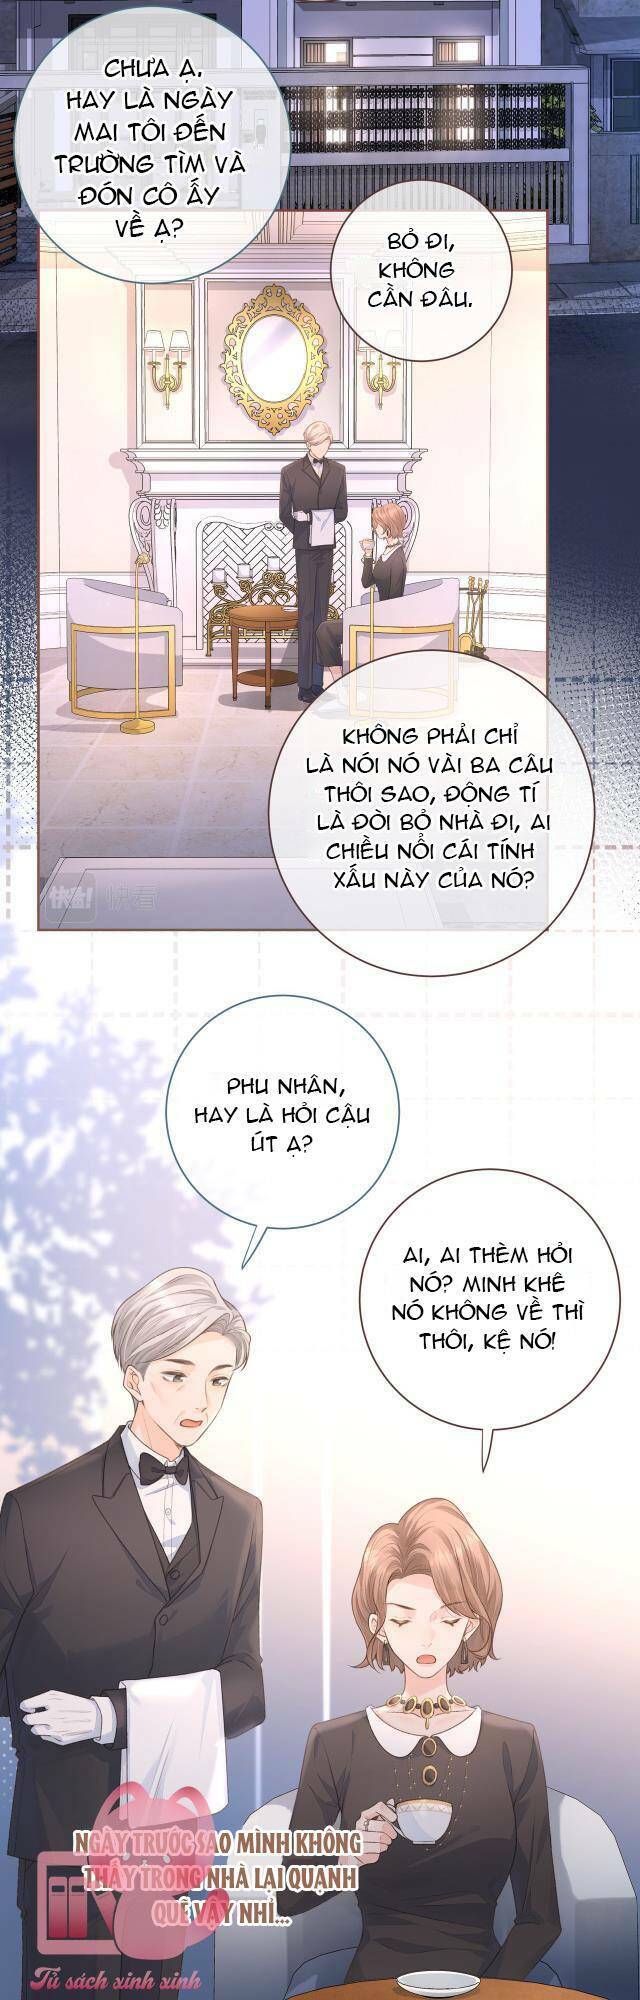 CHƯA Ạ.
HAY LÀ NGÀY
MAI TÔI ĐẾN
TRƯỜNG TÌM VÀ
ĐÓN CÔ ẤY
VỀ Ạ?
BỎ ĐI,
KHÔNG
CẦN ĐÂU.
KHÔNG PHẢI CHỈ
LÀ NÓI NÓ VÀI BA CÂU
THÔI SAO, ĐỘNG TÍ
LÀ ĐÒI BỎ NHÀ ĐI, AI
CHIỀU NỔI CÁI TÍNH
XẤU NÀY CỦA NÓ?
快看! 快看
PHU NHÂN,
HAY LÀ HỎI CẬU
ÚT Ạ?
AI, AI THÈM HỎI
NÓ? MINH KHÊ
NÓ KHÔNG VỀ THÌ
THÔI, KỆ NÓ!
NGÀY TRƯỚC SAO MÌNH KHÔNG
THẤY TRONG NHÀ LẠI QUẠNH
QUẼ VẬY NHỈ...
Tủ sách xinh xinh